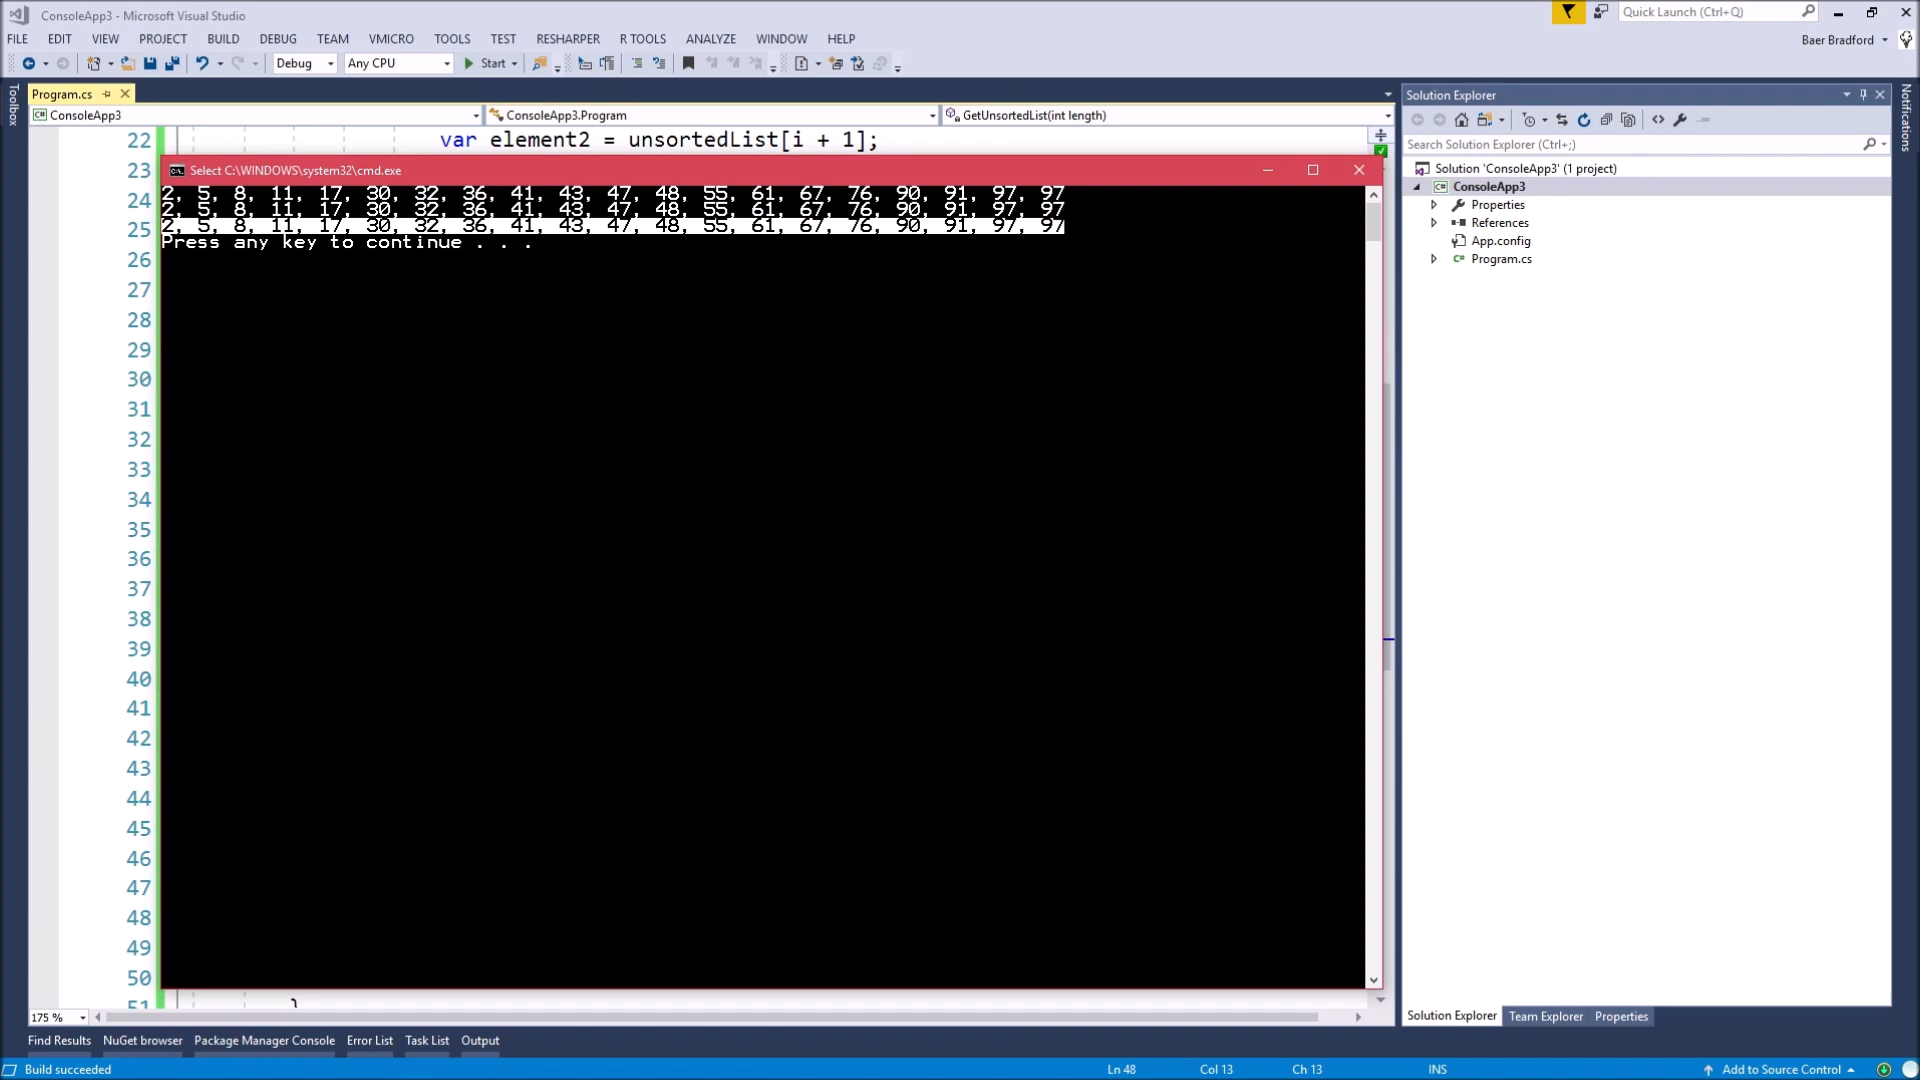 ConsoleApp3 - Microsoft Visual Studio
Quick Launch (Ctrl+Q)
FILE EDIT VIEW PROJECT BUILD DEBUG TEAM VMICRO TOOLS TEST RESHARPER R TOOLS ANALYZE WINDOW HELP
Baer Bradford
Debug Any CPU Start
Toolbox
Program.cs
ConsoleApp3 ConsoleApp3.Program GetUnsortedList(int length)
22 var element2 = unsortedList[i + 1];
Select C:\WINDOWS\system32\cmd.exe
2, 5, 8, 11, 17, 30, 32, 36, 41, 43, 47, 48, 55, 61, 67, 76, 90, 91, 97, 97
2, 5, 8, 11, 17, 30, 32, 36, 41, 43, 47, 48, 55, 61, 67, 76, 90, 91, 97, 97
2, 5, 8, 11, 17, 30, 32, 36, 41, 43, 47, 48, 55, 61, 67, 76, 90, 91, 97, 97
Press any key to continue . . .
23
24
25
26
27
28
29
30
31
32
33
34
35
36
37
38
39
40
41
42
43
44
45
46
47
48
49
50
51 }
175 %
Solution Explorer
Search Solution Explorer (Ctrl+;)
Solution 'ConsoleApp3' (1 project)
C# ConsoleApp3
Properties
References
App.config
C# Program.cs
Solution Explorer Team Explorer Properties
Notifications
Find Results NuGet browser Package Manager Console Error List Task List Output
Build succeeded Ln 48 Col 13 Ch 13 INS Add to Source Control